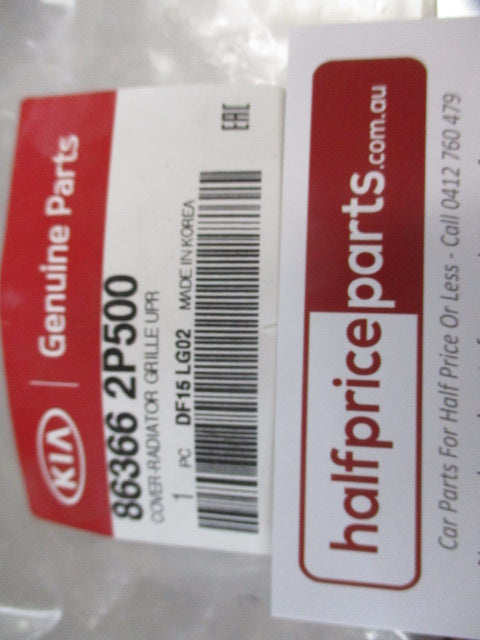 KIA | Genuine Parts
86366 2P500
COVER-RADIATOR GRILLE UPR
1 PC DF15 LG02 MADE IN KOREA
EAC
halfpriceparts.com.au
Car Parts For Half Price Or Less - Call 0412 760 479